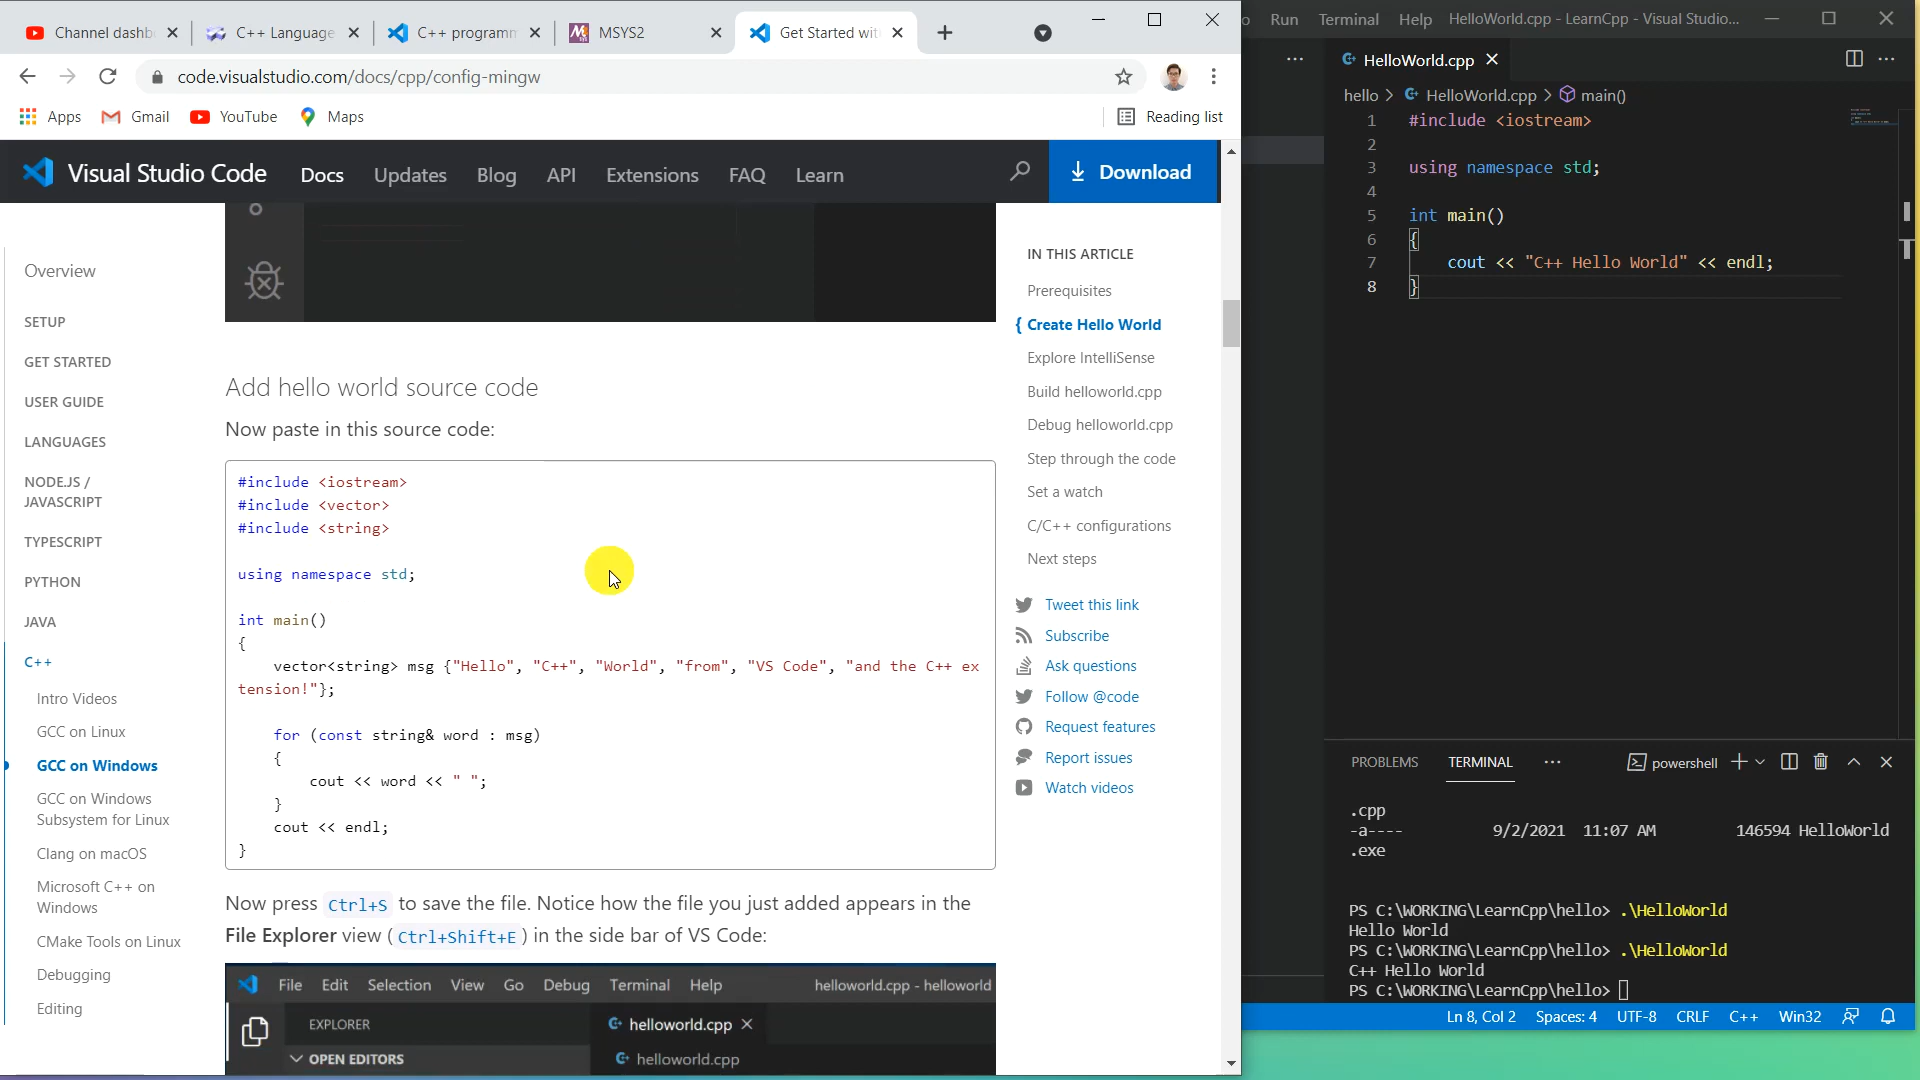 Channel dashb
C++ Language
C++ programm
MSYS2
Get Started wit
code.visualstudio.com/docs/cpp/config-mingw
Apps
Gmail
YouTube
Maps
Reading list
Visual Studio Code
Docs
Updates
Blog
API
Extensions
FAQ
Learn
Download
Overview
SETUP
GET STARTED
USER GUIDE
LANGUAGES
NODE.JS /
JAVASCRIPT
TYPESCRIPT
PYTHON
JAVA
C++
Intro Videos
GCC on Linux
GCC on Windows
GCC on Windows
Subsystem for Linux
Clang on macOS
Microsoft C++ on
Windows
CMake Tools on Linux
Debugging
Editing
Add hello world source code
Now paste in this source code:
#include <iostream>
#include <vector>
#include <string>
using namespace std;
int main()
{
vector<string> msg {"Hello", "C++", "World", "from", "VS Code", "and the C++ ex
tension!"};
for (const string& word : msg)
{
cout << word << " ";
}
cout << endl;
}
Now press Ctrl+S to save the file. Notice how the file you just added appears in the
File Explorer view (Ctrl+Shift+E) in the side bar of VS Code:
File Edit Selection View Go Debug Terminal Help helloworld.cpp - helloworld
EXPLORER
helloworld.cpp
OPEN EDITORS
helloworld.cpp
IN THIS ARTICLE
Prerequisites
{ Create Hello World
Explore IntelliSense
Build helloworld.cpp
Debug helloworld.cpp
Step through the code
Set a watch
C/C++ configurations
Next steps
Tweet this link
Subscribe
Ask questions
Follow @code
Request features
Report issues
Watch videos
o Run Terminal Help HelloWorld.cpp - LearnCpp - Visual Studio...
HelloWorld.cpp
hello > HelloWorld.cpp > main()
1 #include <iostream>
2
3 using namespace std;
4
5 int main()
6 {
7 cout << "C++ Hello World" << endl;
8 }
PROBLEMS
TERMINAL
powershell
.cpp
-a---- 9/2/2021 11:07 AM 146594 HelloWorld
.exe
PS C:\WORKING\LearnCpp\hello> .\HelloWorld
Hello World
PS C:\WORKING\LearnCpp\hello> .\HelloWorld
C++ Hello World
PS C:\WORKING\LearnCpp\hello>
Ln 8, Col 2 Spaces: 4 UTF-8 CRLF C++ Win32